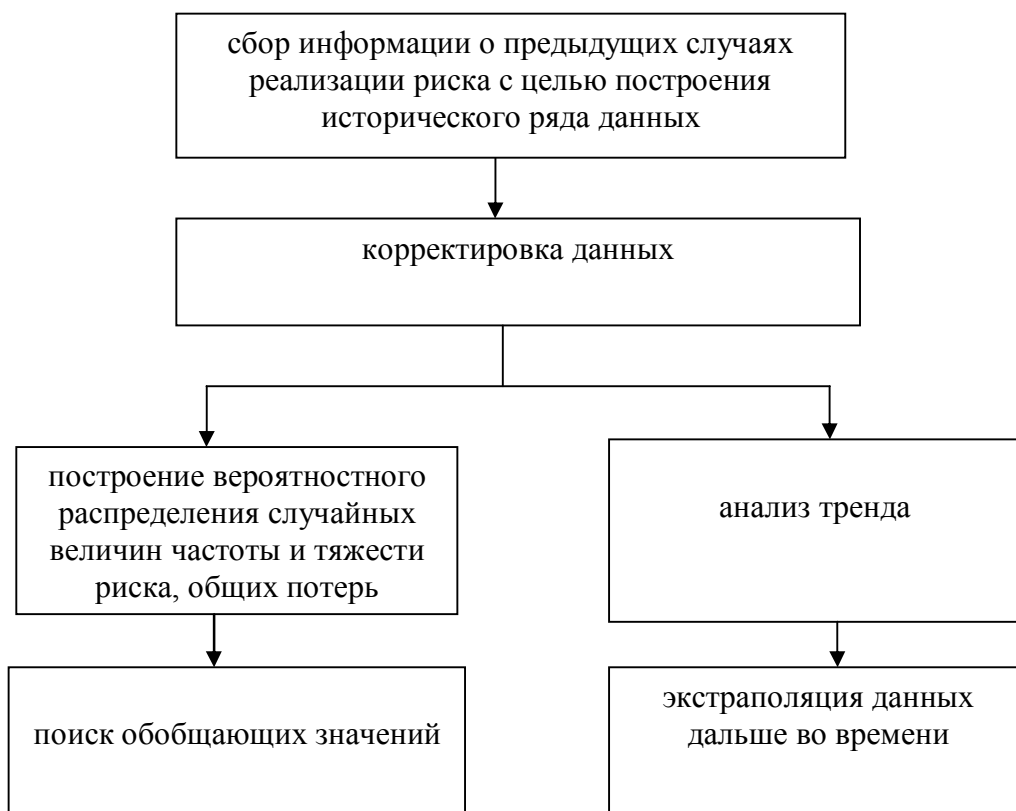 сбор информации о предыдущих случаях
реализации риска с целью построения
исторического ряда данных
корректировка данных
построение вероятностного
распределения случайных
величин частоты и тяжести
риска, общих потерь
анализ тренда
поиск обобщающих значений
экстраполяция данных
дальше во времени